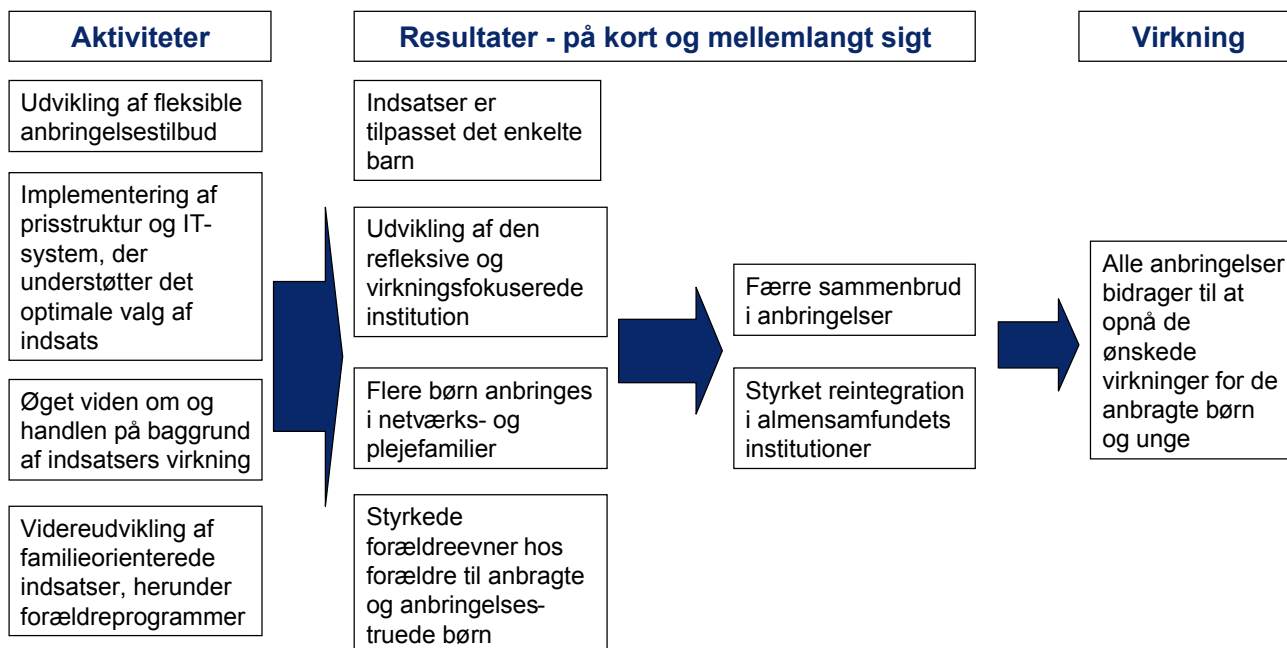 Aktiviteter
Udvikling af fleksible
anbringelsestilbud
Implementering af
prisstruktur og IT-
system, der
understøtter det
optimale valg af
indsats
Øget viden om og
handlen på baggrund
af indsatsers virkning
Videreudvikling af
familieorienterede
indsatser, herunder
forældreprogrammer
Resultater - på kort og mellemlangt sigt
Indsatser er
tilpasset det enkelte
barn
Udvikling af den
refleksive og
virkningsfokuserede
institution
Flere børn anbringes
i netværks- og
plejefamilier
Styrkede
forældreevner hos
forældre til anbragte
og anbringelses-
truede børn
Færre sammenbrud
i anbringelser
Styrket reintegration
i almensamfundets
institutioner
Virkning
Alle anbringelser
bidrager til at
opnå de
ønskede
virkninger for de
anbragte børn
og unge